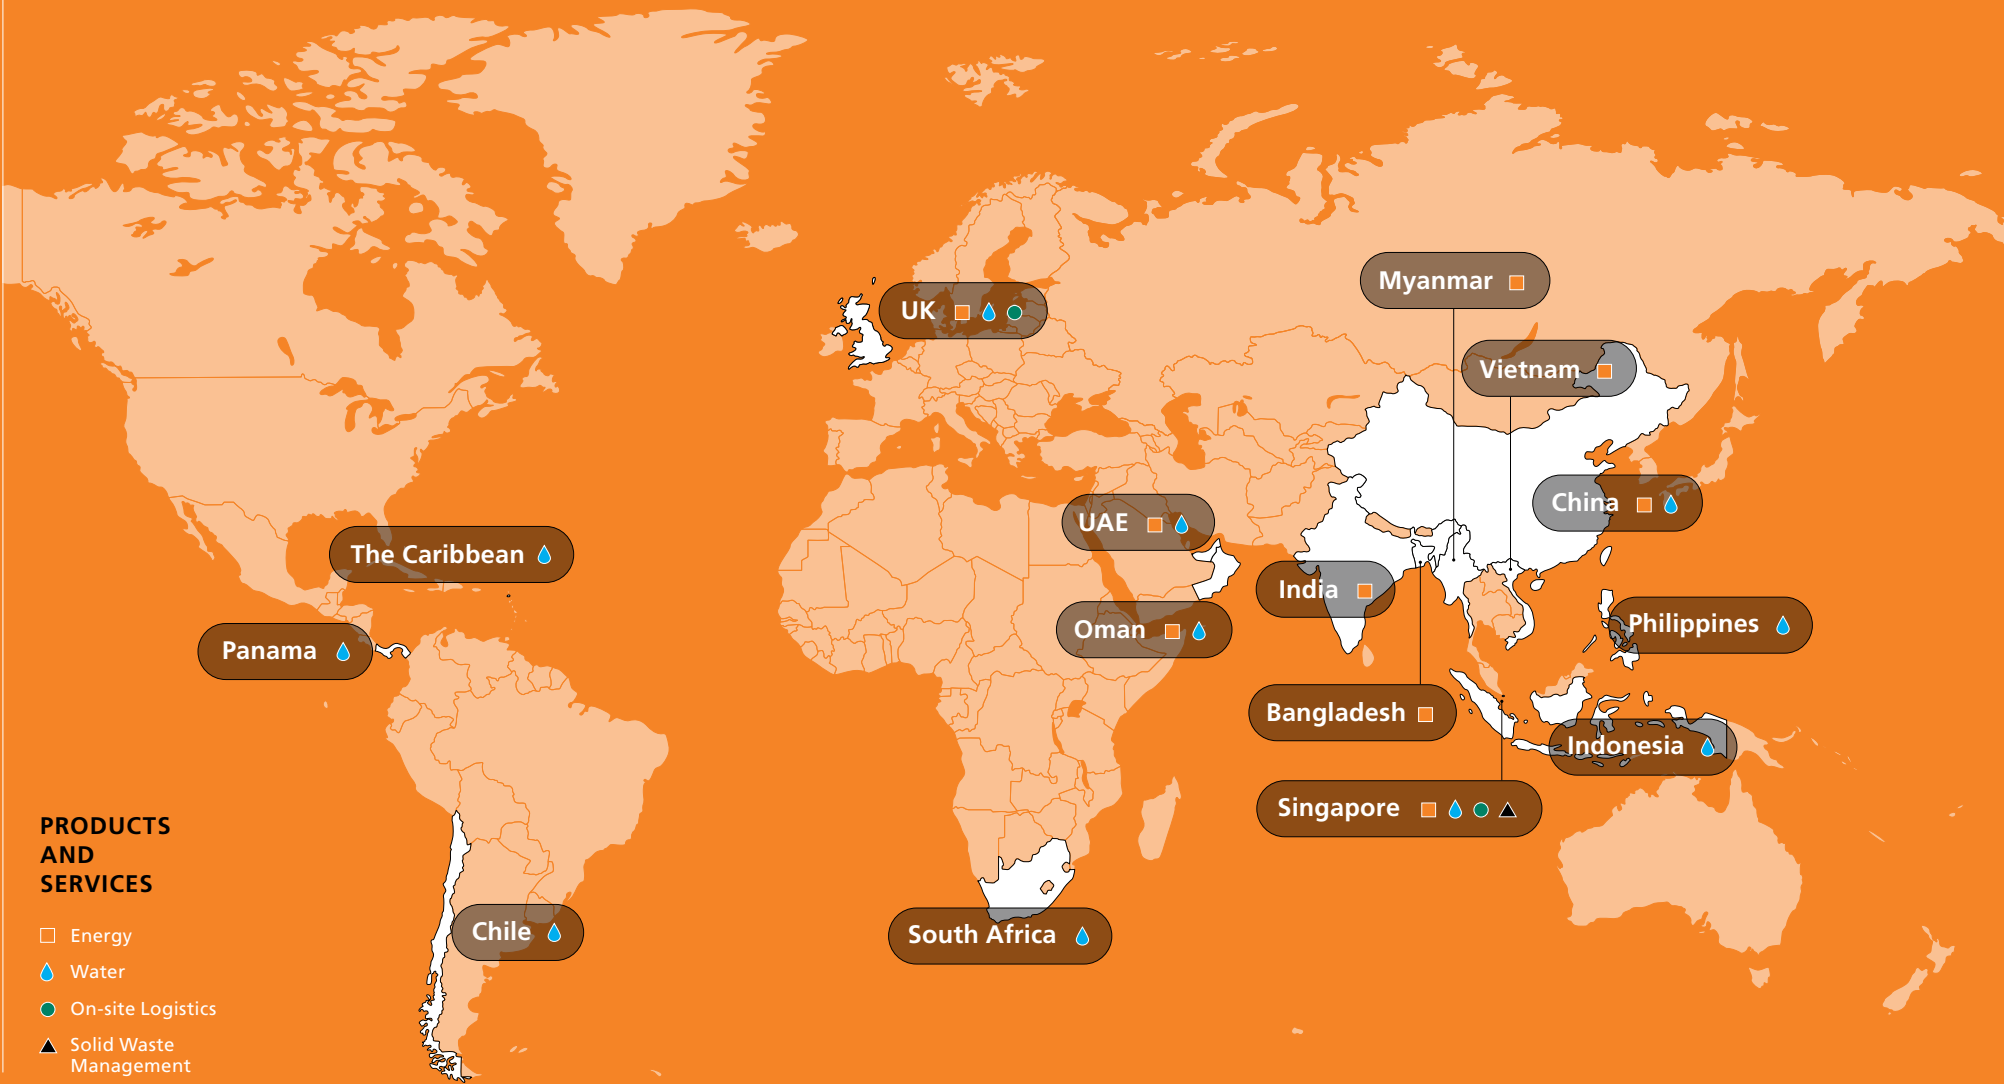 Myanmar
UK
Vietnam
China
UAE
The Caribbean
India
Philippines
Oman
Panama
Bangladesh
Indonesia
Singapore
Chile
South Africa
PRODUCTS
AND
SERVICES
Energy
Water
On-site Logistics
Solid Waste
Management